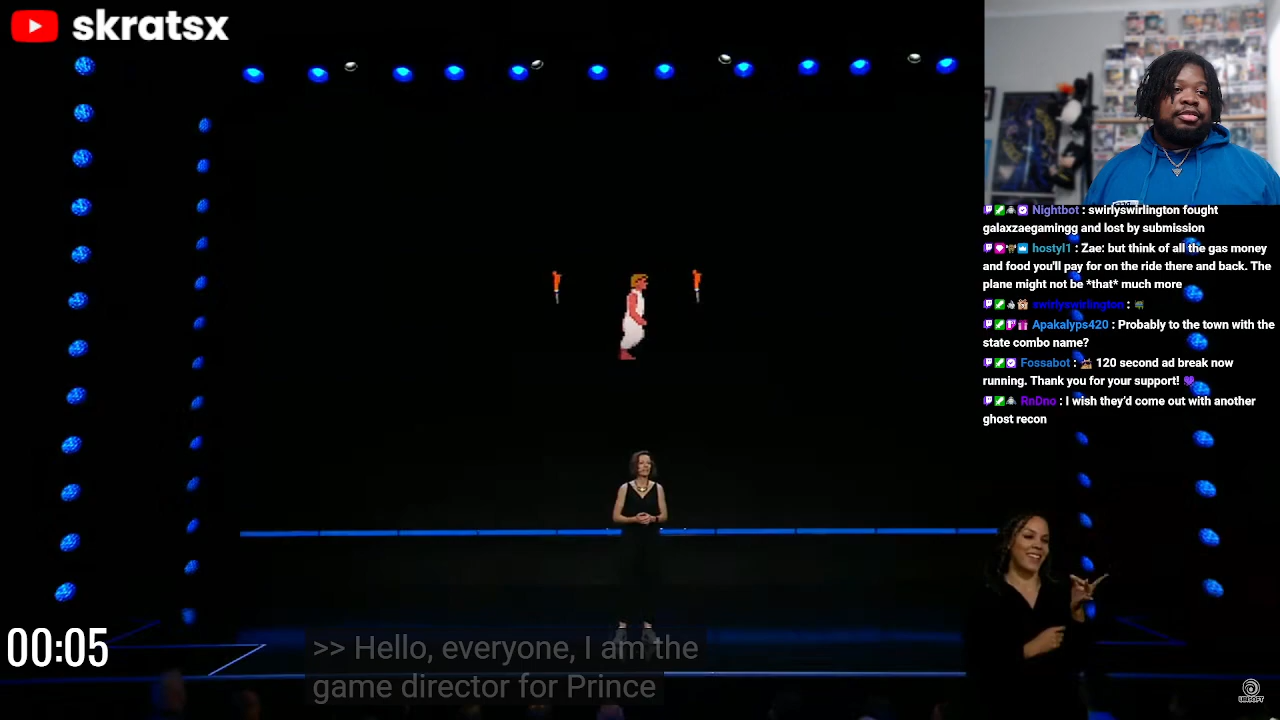 skratsx
Nightbot : swirlyswirlington fought
galaxzaegamingg and lost by submission
hostyl1 : Zae: but think of all the gas money
and food you'll pay for on the ride there and back. The
plane might not be *that* much more
swirlyswirlington :
Apakalyps420 : Probably to the town with the
state combo name?
Fossabot : 120 second ad break now
running. Thank you for your support!
RnDno : I wish they'd come out with another
ghost recon
00:05
>> Hello, everyone, I am the
game director for Prince
UBISOFT